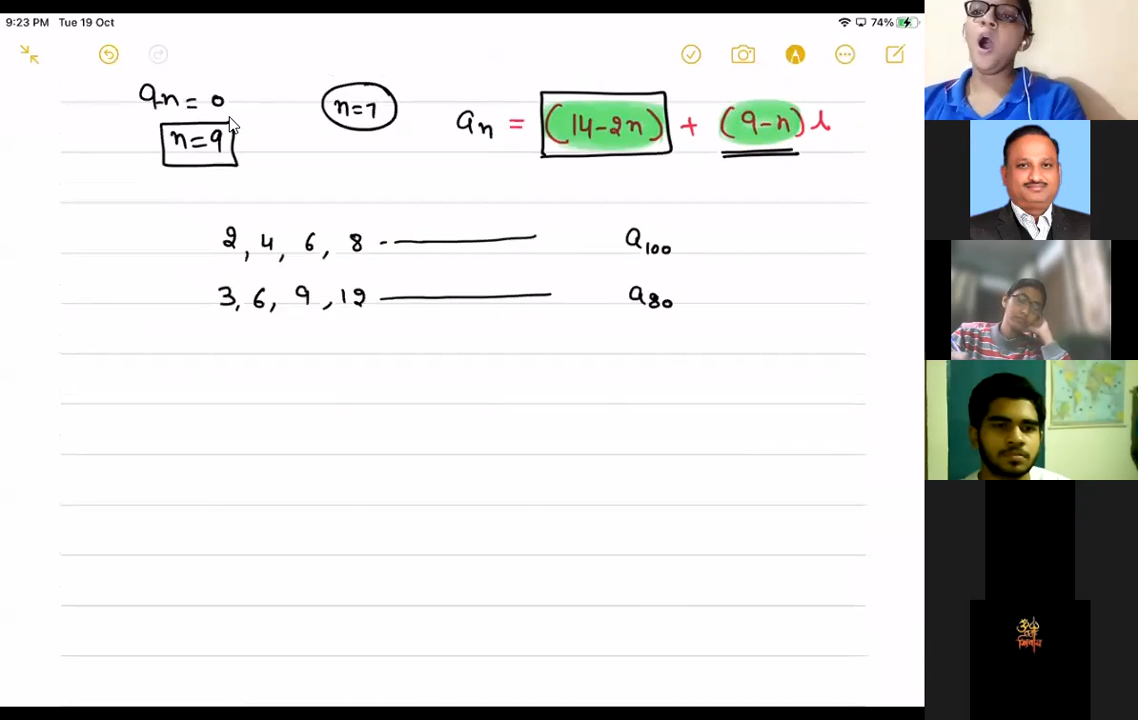 9:23 PM Tue 19 Oct
74%
an = 0
n=7
an = (14-2n) + (9-n) i
n=9
2, 4, 6, 8 ---
a100
3, 6, 9, 12 ---
a80
ॐ
शिवाय